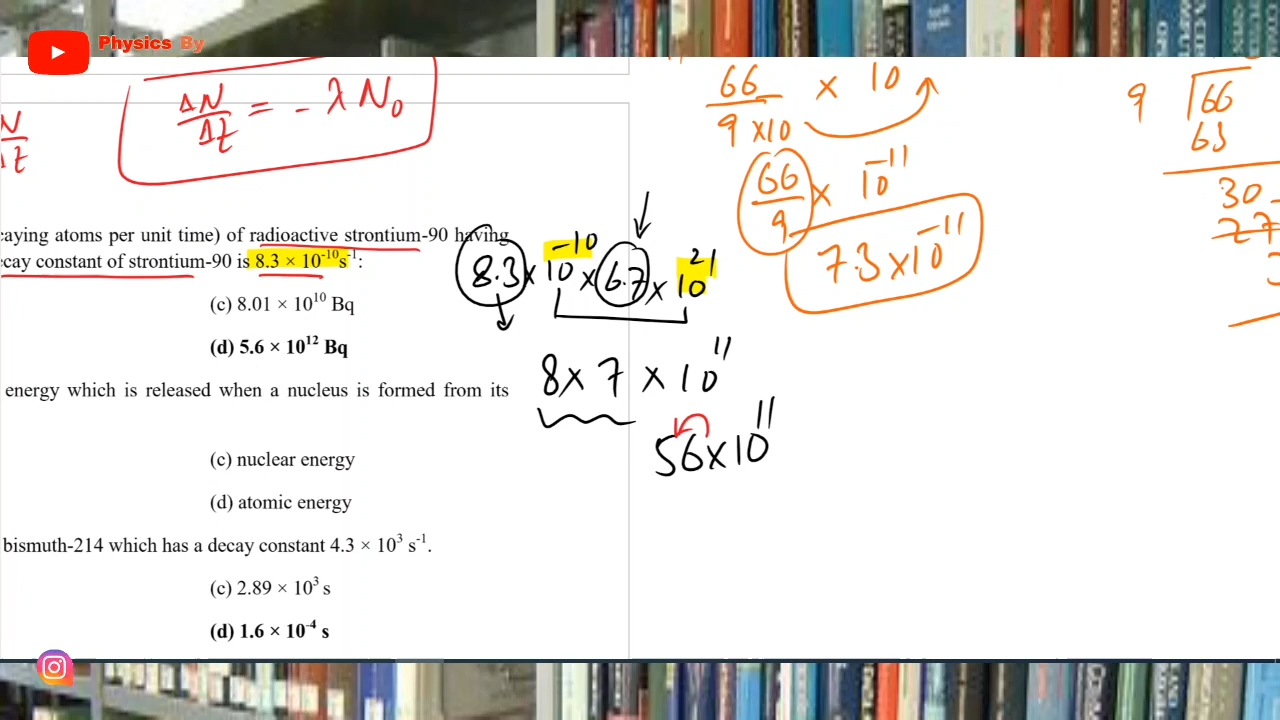 Physics By
N
ΔZ
ΔN/ΔZ = - λ N₀
caying atoms per unit time) of radioactive strontium-90 having
cay constant of strontium-90 is 8.3 × 10⁻¹⁰s⁻¹:
(c) 8.01 × 10¹⁰ Bq
(d) 5.6 × 10¹² Bq
energy which is released when a nucleus is formed from its
(c) nuclear energy
(d) atomic energy
bismuth-214 which has a decay constant 4.3 × 10³ s⁻¹.
(c) 2.89 × 10³ s
(d) 1.6 × 10⁻⁴ s
8.3 × 10⁻¹⁰ × 6.7 × 10²¹
8 × 7 × 10¹¹
56 × 10¹¹
66/9×10 × 10
66/9 × 10⁻¹¹
7.3 × 10⁻¹¹
9 √66
63
30
27